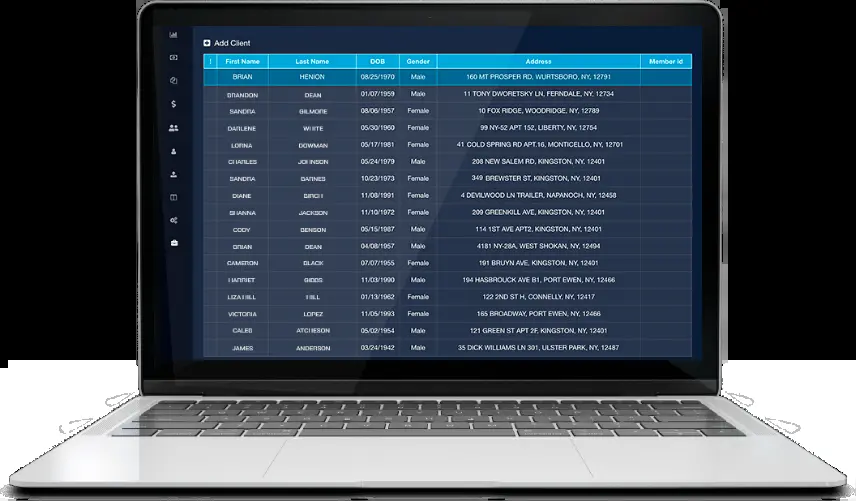 Add Client
First Name Last Name DOB Gender Address Member Id
BRIAN HENION 08/25/1970 Male 160 MT PROSPER RD, WURTSBORO, NY, 12791
BRANDON DEAN 01/07/1959 Male 11 TONY DWORETSKY LN, FERNDALE, NY, 12734
SANDRA GILMORE 08/06/1957 Female 10 FOX RIDGE, WOODRIDGE, NY, 12789
DARLENE WHITE 05/30/1960 Female 99 NY-52 APT 152, LIBERTY, NY, 12754
LORNA BOWMAN 05/17/1981 Female 41 COLD SPRING RD APT.16, MONTICELLO, NY, 12701
CHARLES JOHNSON 05/24/1979 Male 208 NEW SALEM RD, KINGSTON, NY, 12401
SANDRA BARNES 10/23/1973 Female 349 BREWSTER ST, KINGSTON, NY, 12401
DIANE BIRCH 11/08/1991 Female 4 DEVILWOOD LN TRAILER, NAPANOCH, NY, 12458
SHANNA JACKSON 11/10/1972 Female 209 GREENKILL AVE, KINGSTON, NY, 12401
CODY BENSON 05/15/1987 Male 114 1ST AVE APT2, KINGSTON, NY, 12401
BRIAN DEAN 04/08/1957 Male 4181 NY-28A, WEST SHOKAN, NY, 12494
CAMERON BLACK 07/07/1955 Female 191 BRUYN AVE, KINGSTON, NY, 12401
HARRIET GIBBS 11/03/1990 Male 194 HASBROUCK AVE B1, PORT EWEN, NY, 12466
LIZA HILL HILL 01/13/1962 Female 122 2ND ST H, CONNELLY, NY, 12417
VICTORIA LOPEZ 11/05/1993 Female 165 BROADWAY, PORT EWEN, NY, 12466
CALEB ATCHESON 05/02/1954 Male 121 GREEN ST APT 2F, KINGSTON, NY, 12401
JAMES ANDERSON 03/24/1942 Male 35 DICK WILLIAMS LN 301, ULSTER PARK, NY, 12487